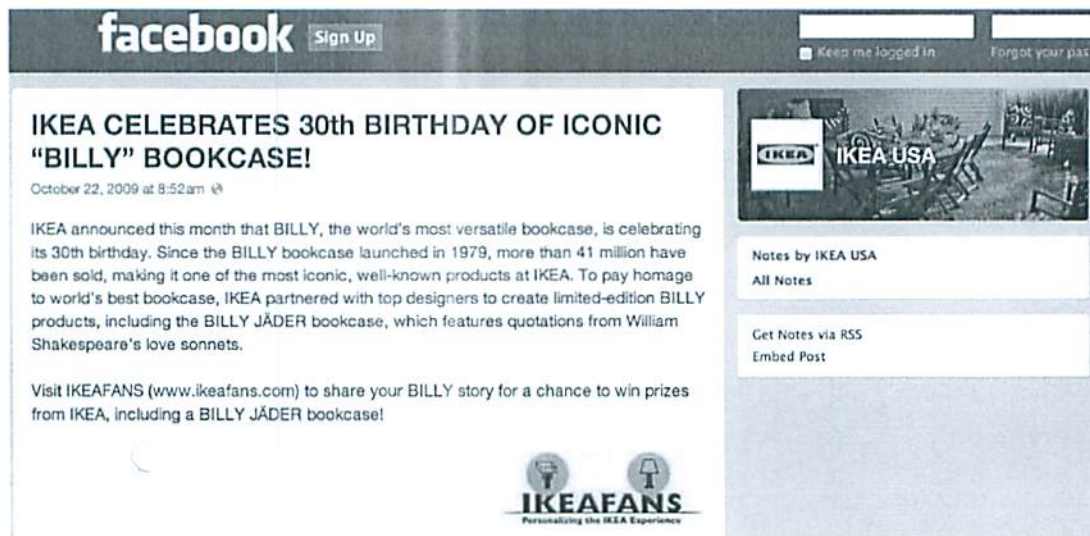 facebook Sign Up
Keep me logged in
Forgot your pas
IKEA CELEBRATES 30th BIRTHDAY OF ICONIC
“BILLY” BOOKCASE!
October 22, 2009 at 8:52am
IKEA announced this month that BILLY, the world's most versatile bookcase, is celebrating
its 30th birthday. Since the BILLY bookcase launched in 1979, more than 41 million have
been sold, making it one of the most iconic, well-known products at IKEA. To pay homage
to world's best bookcase, IKEA partnered with top designers to create limited-edition BILLY
products, including the BILLY JÄDER bookcase, which features quotations from William
Shakespeare's love sonnets.
Visit IKEAFANS (www.ikeafans.com) to share your BILLY story for a chance to win prizes
from IKEA, including a BILLY JÄDER bookcase!
IKEAFANS
Personalizing the IKEA Experience
IKEA
IKEA USA
Notes by IKEA USA
All Notes
Get Notes via RSS
Embed Post